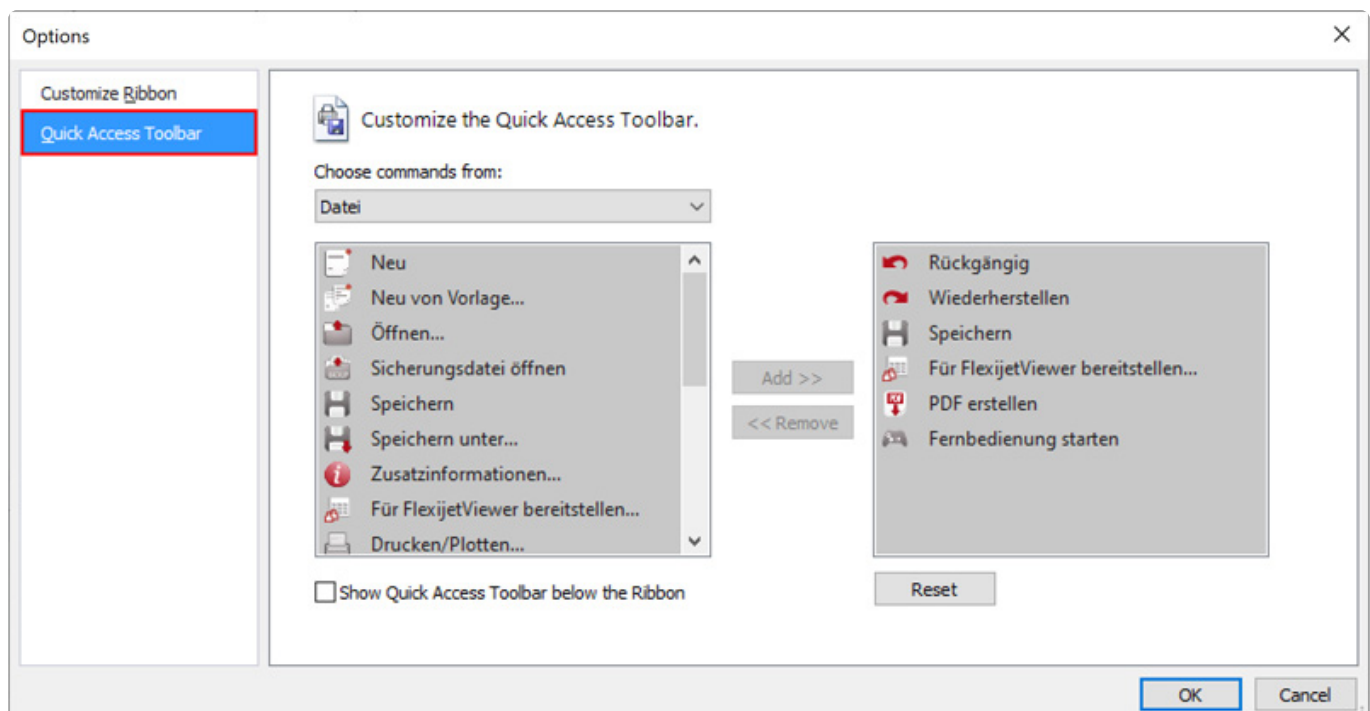 Options
Customize Ribbon
Quick Access Toolbar
Customize the Quick Access Toolbar.
Choose commands from:
Datei
Neu
Neu von Vorlage...
Öffnen...
Sicherungsdatei öffnen
Speichern
Speichern unter...
Zusatzinformationen...
Für FlexijetViewer bereitstellen...
Drucken/Plotten...
Add >>
<< Remove
Rückgängig
Wiederherstellen
Speichern
Für FlexijetViewer bereitstellen...
PDF erstellen
Fernbedienung starten
Show Quick Access Toolbar below the Ribbon
Reset
OK
Cancel